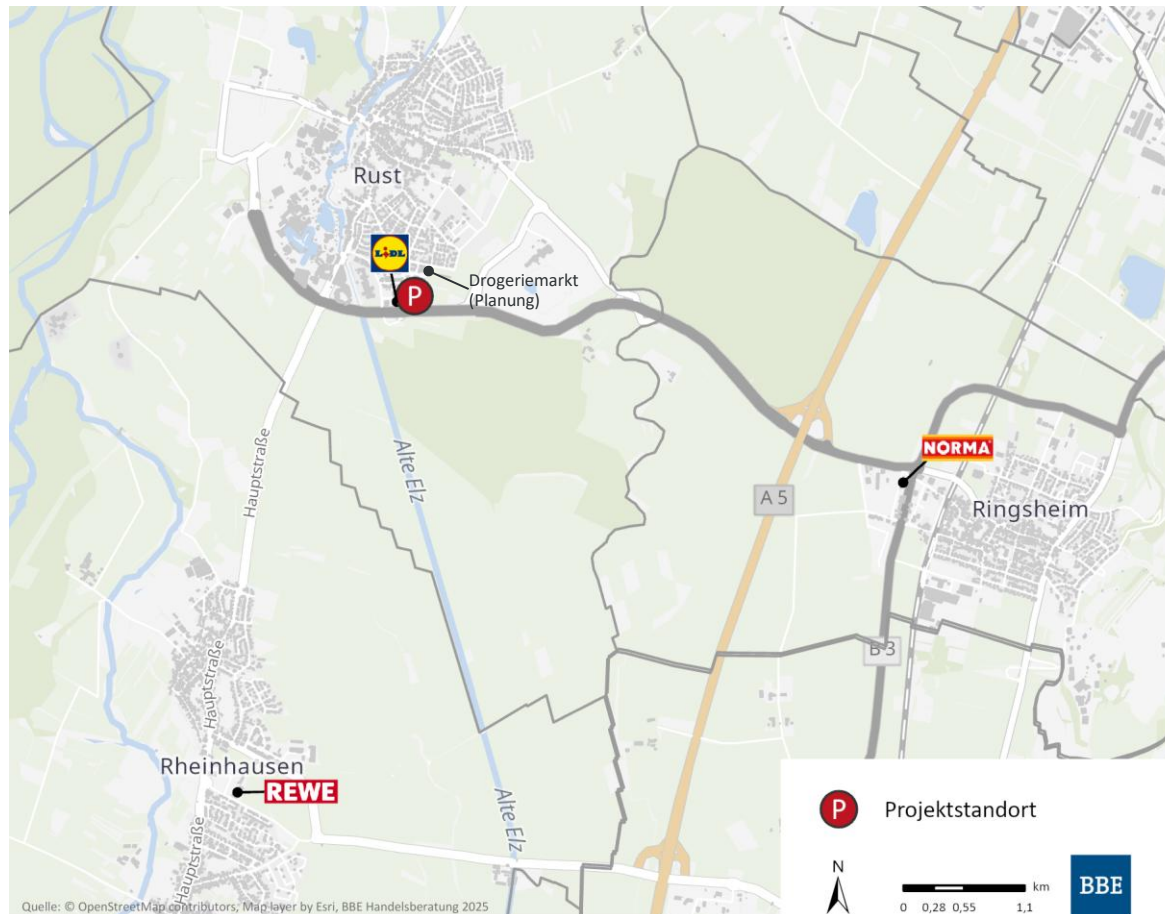 Rust
LIDL
P
Drogeriemarkt
(Planung)
Hauptstraße
Alte Elz
A 5
NORMA
Ringsheim
B 3
Hauptstraße
Rheinhausen
REWE
Hauptstraße
Alte Elz
P Projektstandort
N
km
0 0,28 0,55 1,1
BBE
Quelle: © OpenStreetMap contributors, Map layer by Esri, BBE Handelsberatung 2025